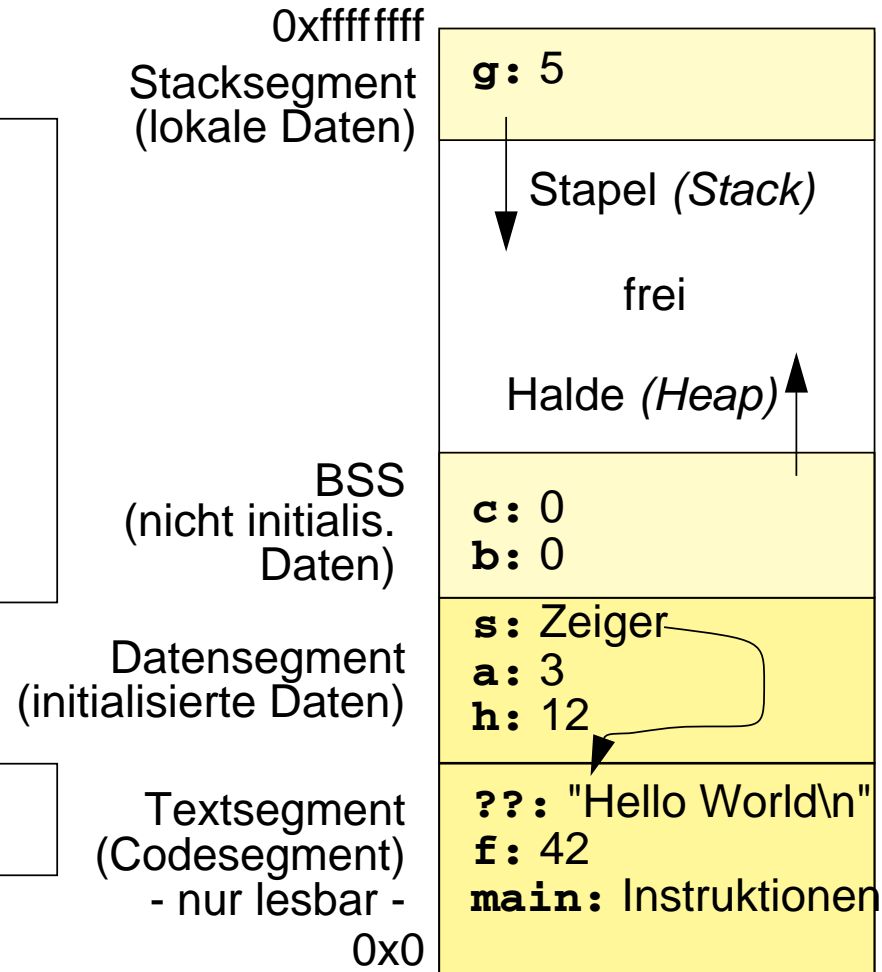 0xffffffff
Stacksegment
(lokale Daten)
g: 5
Stapel (Stack)
frei
Halde (Heap)
BSS
(nicht initialis.
Daten)
c: 0
b: 0
Datensegment
(initialisierte Daten)
s: Zeiger
a: 3
h: 12
Textsegment
(Codesegment)
- nur lesbar -
0x0
??: "Hello World\n"
f: 42
main: Instruktionen